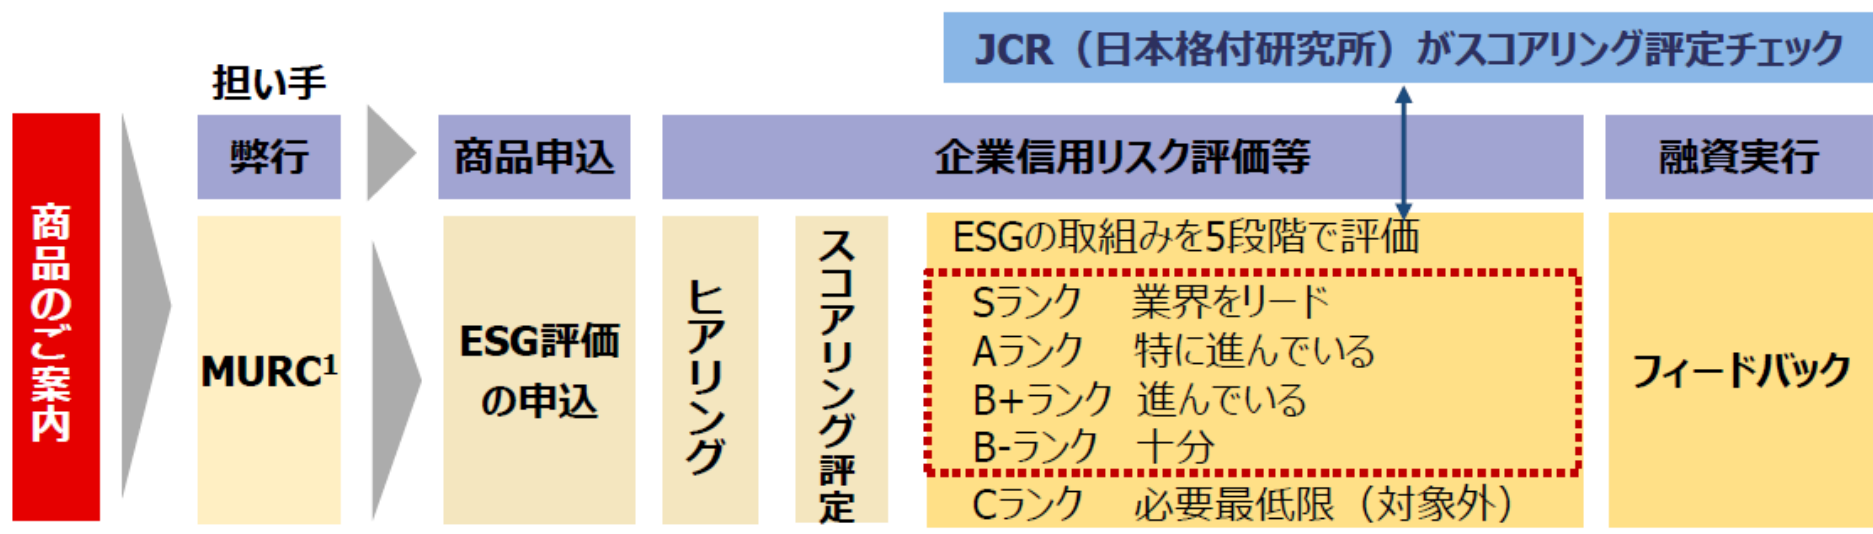 JCR（日本格付研究所）がスコアリング評定チェック
担い手
商品のご案内
弊行
商品申込
企業信用リスク評価等
融資実行
MURC1
ESG評価
の申込
ヒアリング
スコアリング評定
ESGの取組みを5段階で評価
Sランク 業界をリード
Aランク 特に進んでいる
B+ランク 進んでいる
B-ランク 十分
Cランク 必要最低限（対象外）
フィードバック